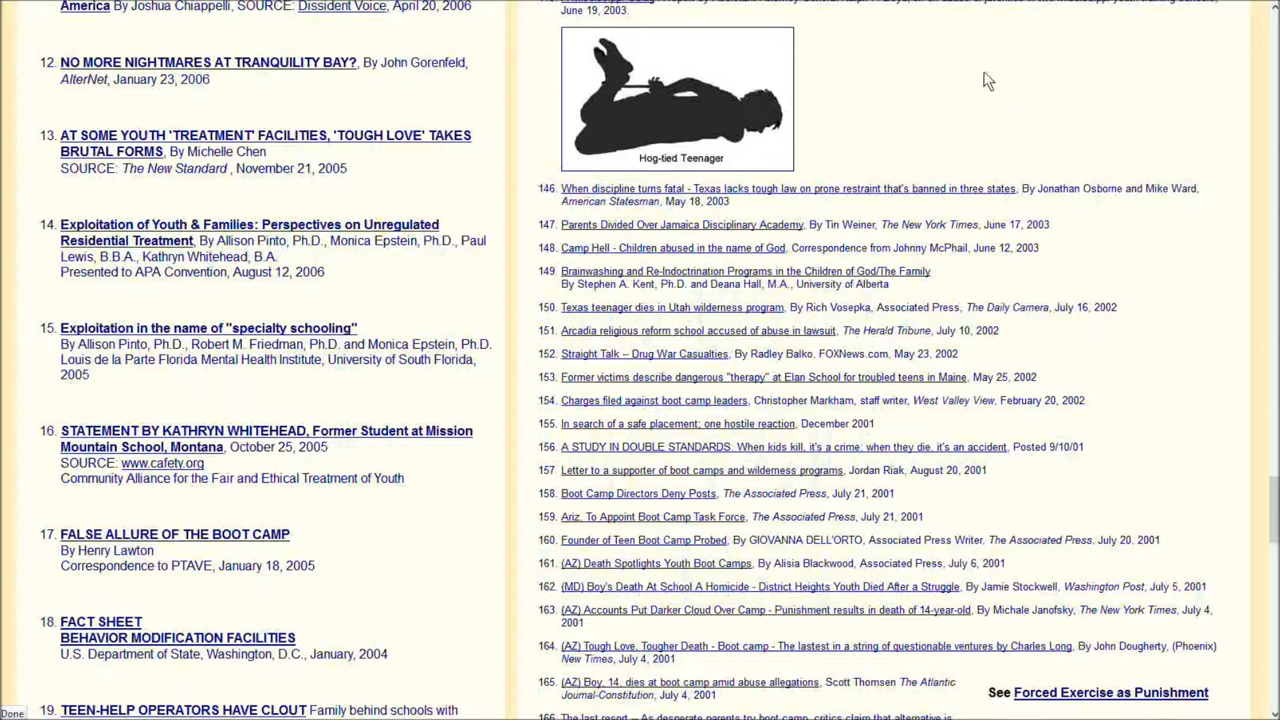 America By Joshua Chiappelli, SOURCE: Dissident Voice, April 20, 2006
12. NO MORE NIGHTMARES AT TRANQUILITY BAY?, By John Gorenfeld,
AlterNet, January 23, 2006
13. AT SOME YOUTH 'TREATMENT' FACILITIES, 'TOUGH LOVE' TAKES
BRUTAL FORMS, By Michelle Chen
SOURCE: The New Standard , November 21, 2005
14. Exploitation of Youth & Families: Perspectives on Unregulated
Residential Treatment, By Allison Pinto, Ph.D., Monica Epstein, Ph.D., Paul
Lewis, B.B.A., Kathryn Whitehead, B.A.
Presented to APA Convention, August 12, 2006
15. Exploitation in the name of "specialty schooling"
By Allison Pinto, Ph.D., Robert M. Friedman, Ph.D. and Monica Epstein, Ph.D.
Louis de la Parte Florida Mental Health Institute, University of South Florida,
2005
16. STATEMENT BY KATHRYN WHITEHEAD, Former Student at Mission
Mountain School, Montana, October 25, 2005
SOURCE: www.cafety.org
Community Alliance for the Fair and Ethical Treatment of Youth
17. FALSE ALLURE OF THE BOOT CAMP
By Henry Lawton
Correspondence to PTAVE, January 18, 2005
18. FACT SHEET
BEHAVIOR MODIFICATION FACILITIES
U.S. Department of State, Washington, D.C., January, 2004
19. TEEN-HELP OPERATORS HAVE CLOUT Family behind schools with
Done
June 19, 2003.
Hog-tied Teenager
146. When discipline turns fatal - Texas lacks tough law on prone restraint that's banned in three states, By Jonathan Osborne and Mike Ward,
American Statesman, May 18, 2003
147. Parents Divided Over Jamaica Disciplinary Academy, By Tin Weiner, The New York Times, June 17, 2003
148. Camp Hell - Children abused in the name of God, Correspondence from Johnny McPhail, June 12, 2003
149. Brainwashing and Re-Indoctrination Programs in the Children of God/The Family
By Stephen A. Kent, Ph.D. and Deana Hall, M.A., University of Alberta
150. Texas teenager dies in Utah wilderness program, By Rich Vosepka, Associated Press, The Daily Camera, July 16, 2002
151. Arcadia religious reform school accused of abuse in lawsuit, The Herald Tribune, July 10, 2002
152. Straight Talk -- Drug War Casualties, By Radley Balko, FOXNews.com, May 23, 2002
153. Former victims describe dangerous "therapy" at Elan School for troubled teens in Maine, May 25, 2002
154. Charges filed against boot camp leaders, Christopher Markham, staff writer, West Valley View, February 20, 2002
155. In search of a safe placement; one hostile reaction, December 2001
156. A STUDY IN DOUBLE STANDARDS: When kids kill, it's a crime; when they die, it's an accident, Posted 9/10/01
157. Letter to a supporter of boot camps and wilderness programs, Jordan Riak, August 20, 2001
158. Boot Camp Directors Deny Posts, The Associated Press, July 21, 2001
159. Ariz. To Appoint Boot Camp Task Force, The Associated Press, July 21, 2001
160. Founder of Teen Boot Camp Probed, By GIOVANNA DELL'ORTO, Associated Press Writer, The Associated Press, July 20, 2001
161. (AZ) Death Spotlights Youth Boot Camps, By Alisia Blackwood, Associated Press, July 6, 2001
162. (MD) Boy's Death At School A Homicide - District Heights Youth Died After a Struggle, By Jamie Stockwell, Washington Post, July 5, 2001
163. (AZ) Accounts Put Darker Cloud Over Camp - Punishment results in death of 14-year-old, By Michale Janofsky, The New York Times, July 4,
2001
164. (AZ) Tough Love, Tougher Death - Boot camp - The lastest in a string of questionable ventures by Charles Long, By John Dougherty, (Phoenix)
New Times, July 4, 2001
165. (AZ) Boy, 14, dies at boot camp amid abuse allegations, Scott Thomsen The Atlantic
Journal-Constitution, July 4, 2001
166. The last resort -- As desperate parents try boot camp, critics claim that alternative is
See Forced Exercise as Punishment